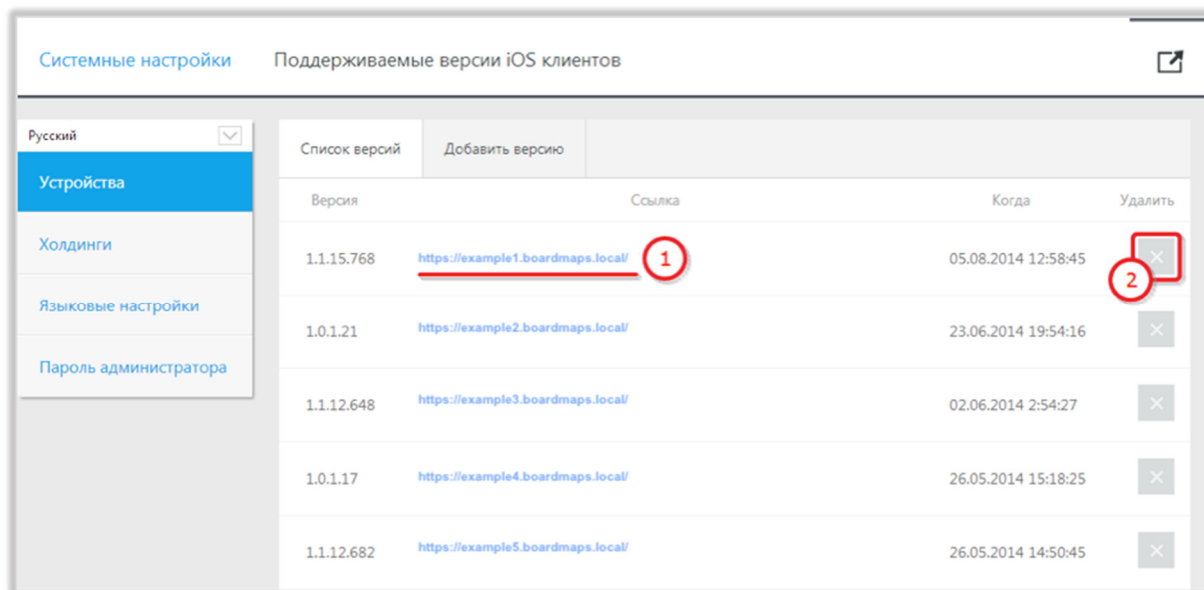 Системные настройки Поддерживаемые версии iOS клиентов
Русский
Устройства
Холдинги
Языковые настройки
Пароль администратора
Список версий Добавить версию
Версия Ссылка Когда Удалить
1.1.15.768 https://example1.boardmaps.local/ 1 05.08.2014 12:58:45 2
1.0.1.21 https://example2.boardmaps.local/ 23.06.2014 19:54:16
1.1.12.648 https://example3.boardmaps.local/ 02.06.2014 2:54:27
1.0.1.17 https://example4.boardmaps.local/ 26.05.2014 15:18:25
1.1.12.682 https://example5.boardmaps.local/ 26.05.2014 14:50:45